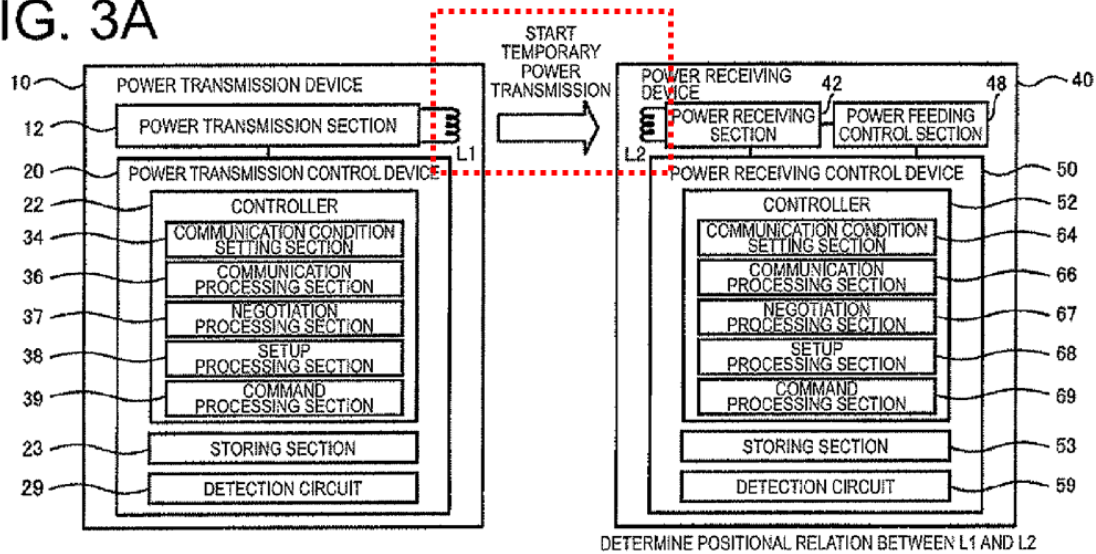 IG. 3A
START
TEMPORARY
POWER
TRANSMISSION
10
POWER TRANSMISSION DEVICE
12
POWER TRANSMISSION SECTION
L1
20
POWER TRANSMISSION CONTROL DEVICE
22
CONTROLLER
34
COMMUNICATION CONDITION
SETTING SECTION
36
COMMUNICATION
PROCESSING SECTION
37
NEGOTIATION
PROCESSING SECTION
38
SETUP
PROCESSING SECTION
39
COMMAND
PROCESSING SECTION
23
STORING SECTION
29
DETECTION CIRCUIT
POWER RECEIVING
DEVICE
40
42
48
L2
POWER RECEIVING
SECTION
POWER FEEDING
CONTROL SECTION
POWER RECEIVING CONTROL DEVICE
50
CONTROLLER
52
COMMUNICATION CONDITION
SETTING SECTION
64
COMMUNICATION
PROCESSING SECTION
66
NEGOTIATION
PROCESSING SECTION
67
SETUP
PROCESSING SECTION
68
COMMAND
PROCESSING SECTION
69
STORING SECTION
53
DETECTION CIRCUIT
59
DETERMINE POSITIONAL RELATION BETWEEN L1 AND L2